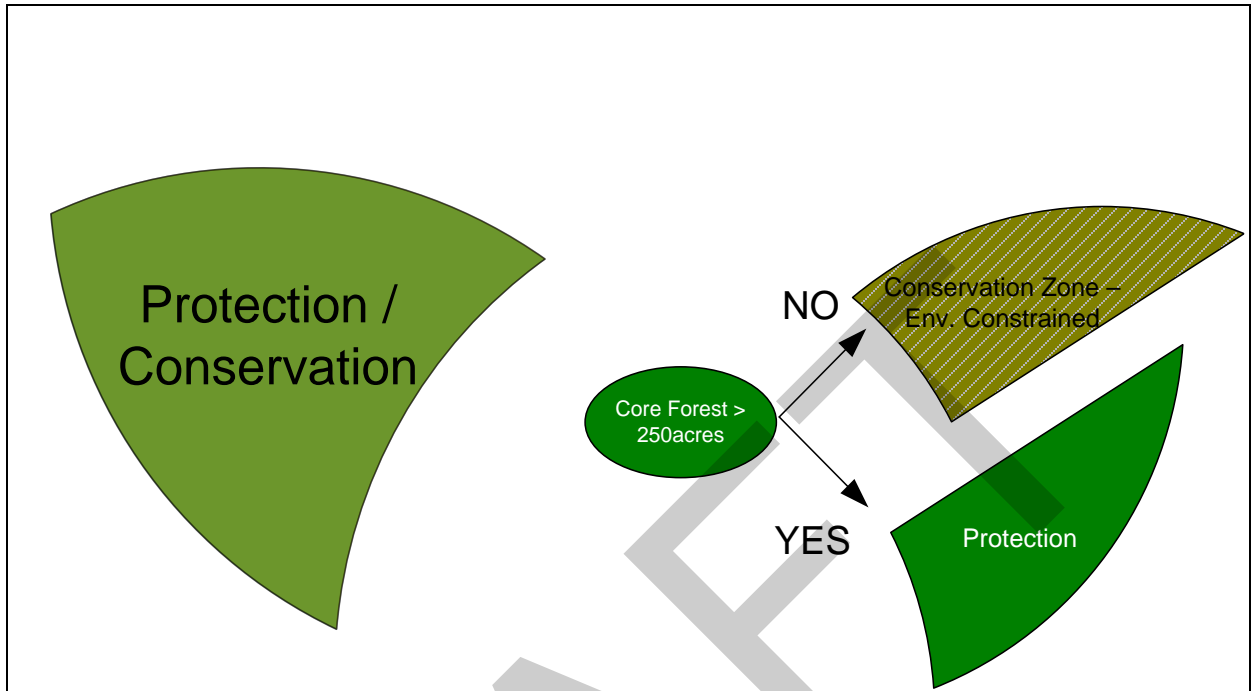 Protection /
Conservation
NO
Conservation Zone –
Env. Constrained
Core Forest >
250acres
YES
Protection